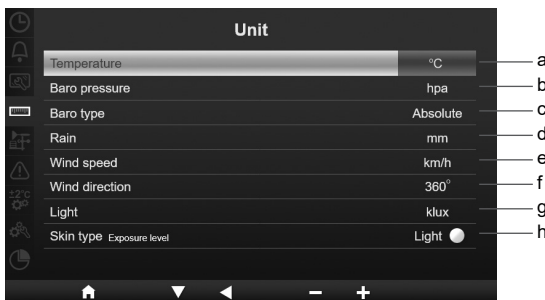 Unit
Temperature °C a
Baro pressure hpa b
Baro type Absolute c
Rain mm d
Wind speed km/h e
Wind direction 360° f
Light klux g
Skin type Exposure level Light h
±2°C